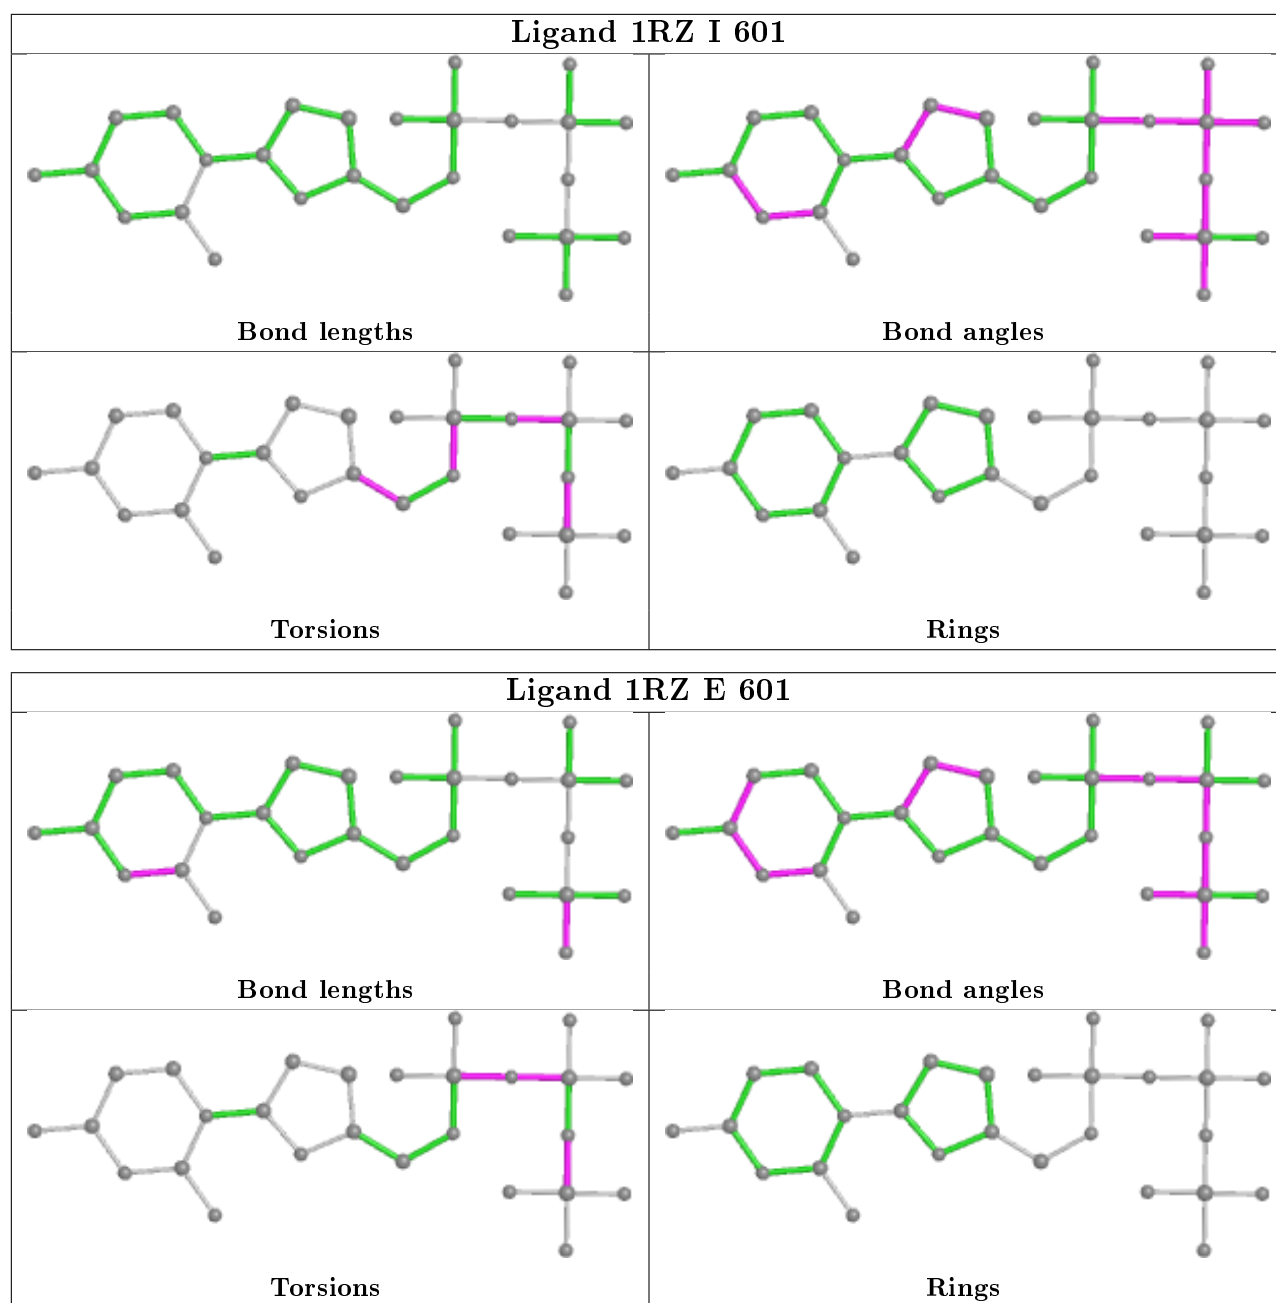 Ligand 1RZ I 601
Bond lengths
Bond angles
Torsions
Rings
Ligand 1RZ E 601
Bond lengths
Bond angles
Torsions
Rings